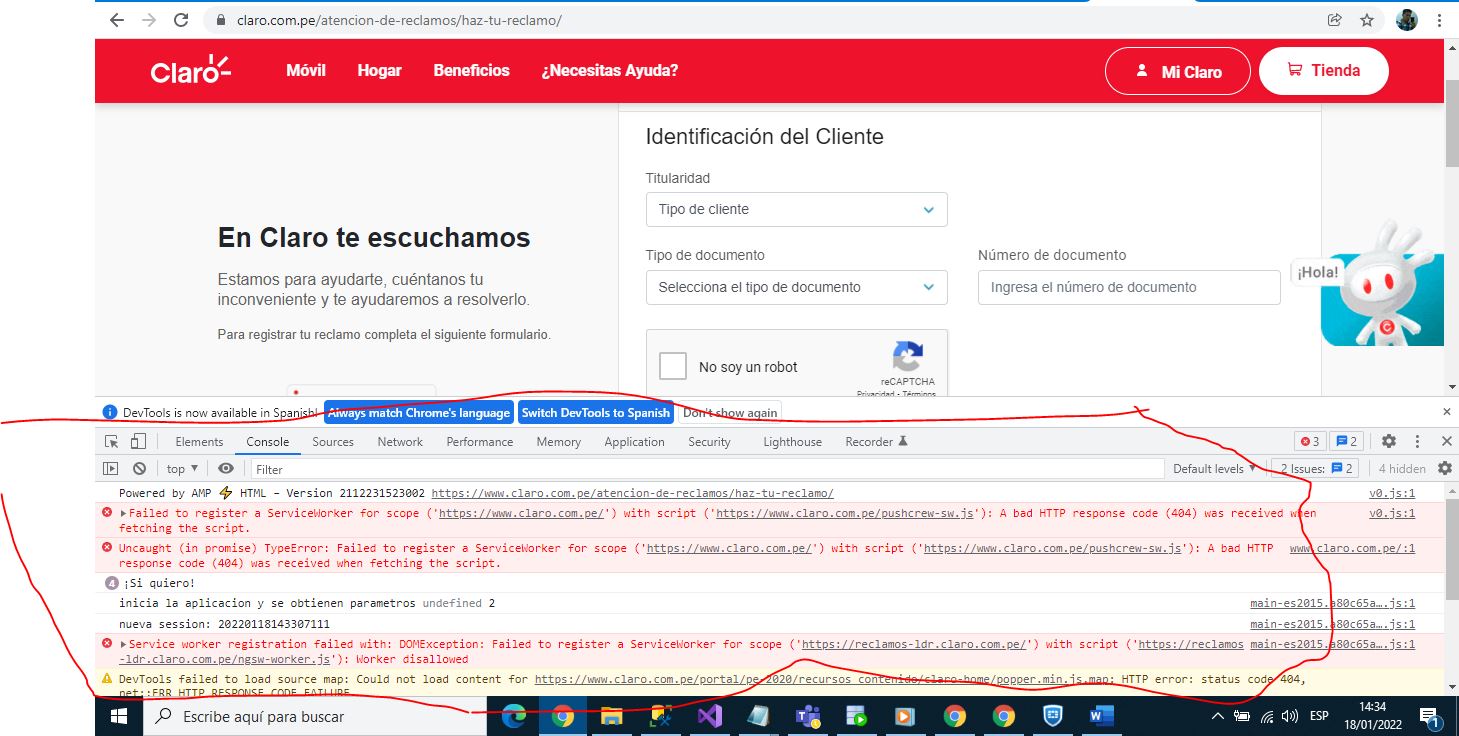 claro.com.pe/atencion-de-reclamos/haz-tu-reclamo/
Claro Móvil Hogar Beneficios ¿Necesitas Ayuda? Mi Claro Tienda
Identificación del Cliente
Titularidad
Tipo de cliente
En Claro te escuchamos
Estamos para ayudarte, cuéntanos tu
inconveniente y te ayudaremos a resolverlo.
Para registrar tu reclamo completa el siguiente formulario.
Tipo de documento Número de documento
Selecciona el tipo de documento Ingresa el número de documento
¡Hola!
No soy un robot
reCAPTCHA
Privacidad - Términos
DevTools is now available in Spanish! Always match Chrome's language Switch DevTools to Spanish Don't show again
Elements Console Sources Network Performance Memory Application Security Lighthouse Recorder 3 2
top Filter Default levels 2 Issues: 2 4 hidden
Powered by AMP ⚡ HTML – Version 2112231523002 https://www.claro.com.pe/atencion-de-reclamos/haz-tu-reclamo/ v0.js:1
Failed to register a ServiceWorker for scope ('https://www.claro.com.pe/') with script ('https://www.claro.com.pe/pushcrew-sw.js'): A bad HTTP response code (404) was received when v0.js:1
fetching the script.
Uncaught (in promise) TypeError: Failed to register a ServiceWorker for scope ('https://www.claro.com.pe/') with script ('https://www.claro.com.pe/pushcrew-sw.js'): A bad HTTP www.claro.com.pe/:1
response code (404) was received when fetching the script.
4 ¡Si quiero!
inicia la aplicacion y se obtienen parametros undefined 2 main-es2015.a80c65a….js:1
nueva session: 20220118143307111 main-es2015.a80c65a….js:1
Service worker registration failed with: DOMException: Failed to register a ServiceWorker for scope ('https://reclamos-ldr.claro.com.pe/') with script ('https://reclamos main-es2015.a80c65a….js:1
-ldr.claro.com.pe/ngsw-worker.js'): Worker disallowed
DevTools failed to load source map: Could not load content for https://www.claro.com.pe/portal/pe-2020/recursos_contenido/claro-home/popper.min.js.map: HTTP error: status code 404,
net::ERR_HTTP_RESPONSE_CODE_FAILURE
Escribe aquí para buscar
ESP
14:34
18/01/2022
1